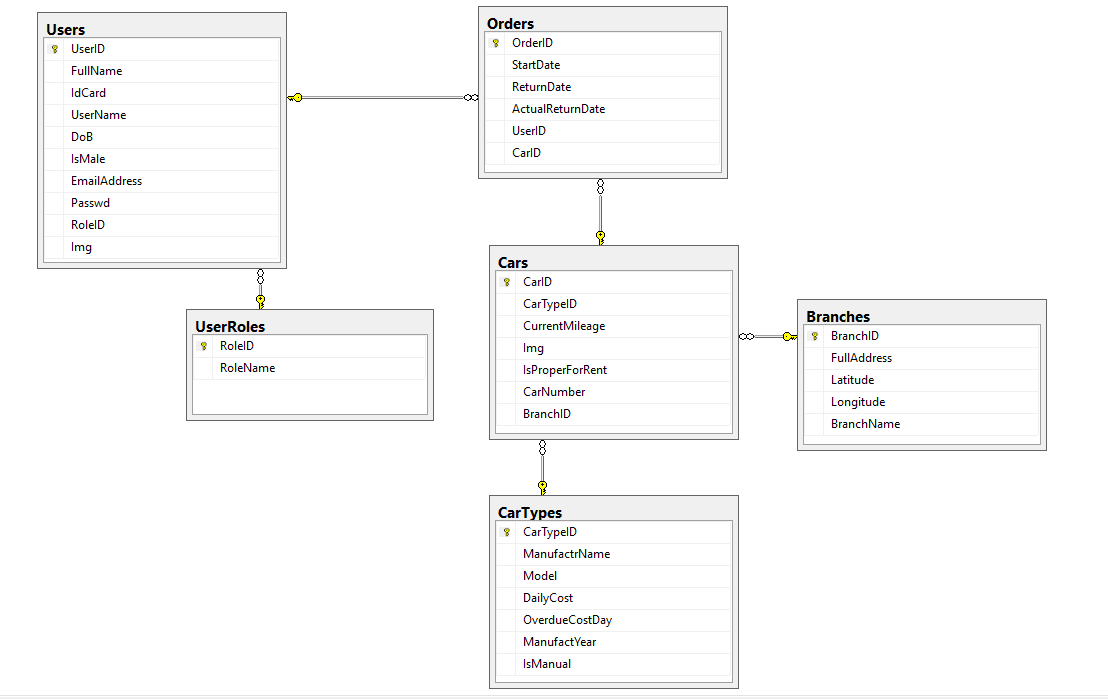 Users
UserID
FullName
IdCard
UserName
DoB
IsMale
EmailAddress
Passwd
RoleID
Img
Orders
OrderID
StartDate
ReturnDate
ActualReturnDate
UserID
CarID
UserRoles
RoleID
RoleName
Cars
CarID
CarTypeID
CurrentMileage
Img
IsProperForRent
CarNumber
BranchID
Branches
BranchID
FullAddress
Latitude
Longitude
BranchName
CarTypes
CarTypeID
ManufactrName
Model
DailyCost
OverdueCostDay
ManufactYear
IsManual